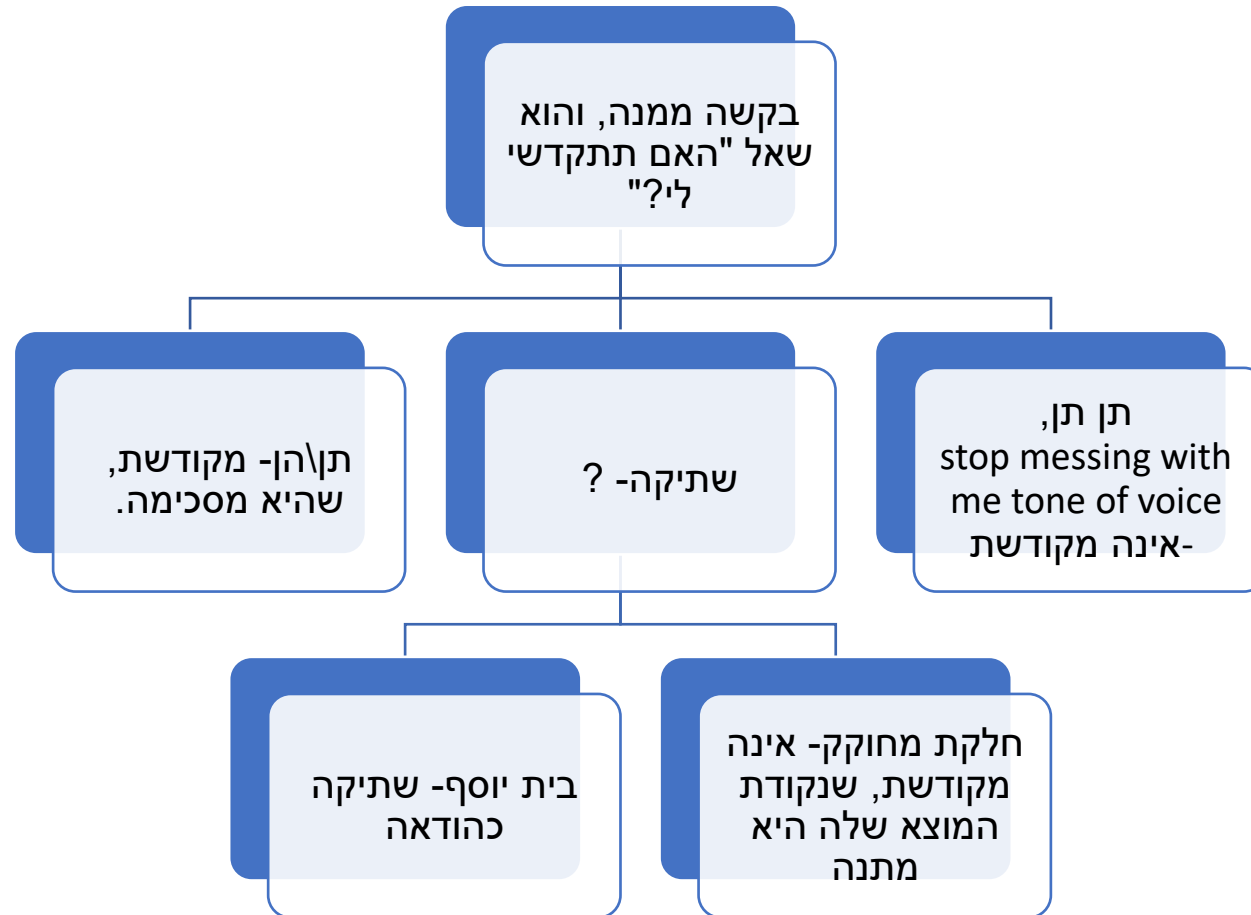 בקשה ממנה, והוא
שאל "האם תתקדשי
לי?"
תן תן,
stop messing with
me tone of voice
-אינה מקודשת
שתיקה- ?
תן\הן- מקודשת,
שהיא מסכימה.
חלקת מחוקק- אינה
מקודשת, שנקודת
המוצא שלה היא
מתנה
בית יוסף- שתיקה
כהודאה